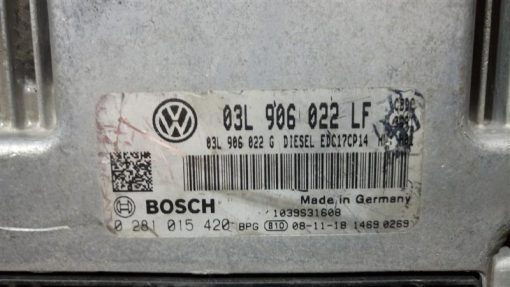 03L 906 022 LF
03L 906 022 G DIESEL EDC17CP14
Made in Germany
BOSCH
1039S31608
0 281 015 420 BPG 81D 08-11-18 1469 0269